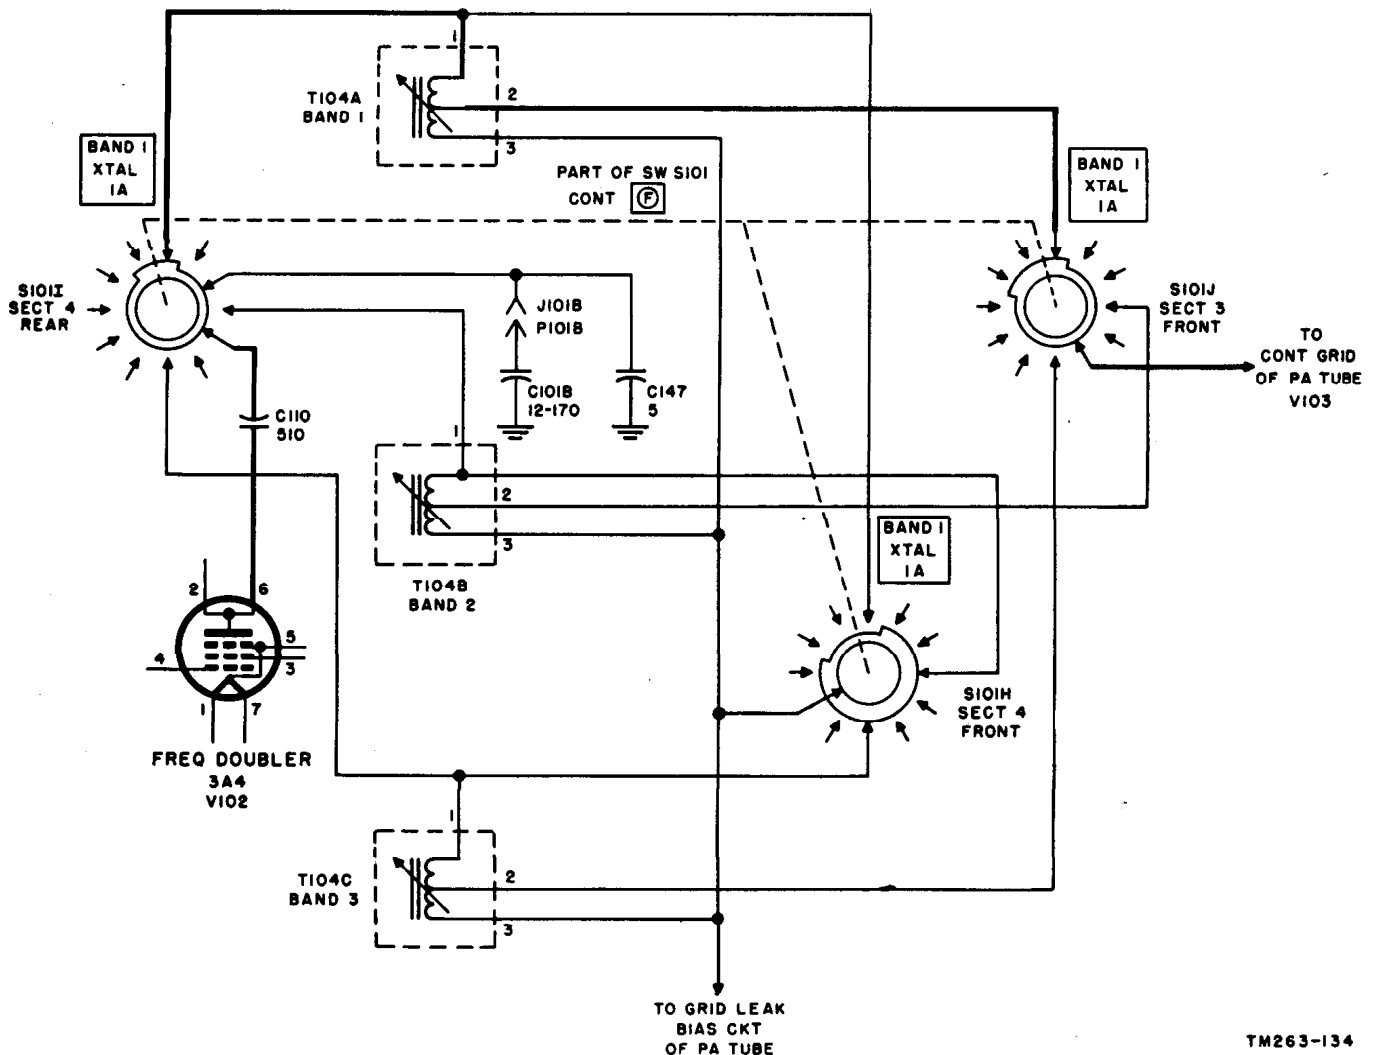 1
T104A
BAND 1
2
3
BAND 1
XTAL
1A
PART OF SW S101
CONT F
BAND 1
XTAL
1A
S101I
SECT 4
REAR
J101B
P101B
S101J
SECT 3
FRONT
TO
CONT GRID
OF PA TUBE
V103
C101B
12-170
C147
5
C110
510
1
2
3
T104B
BAND 2
BAND 1
XTAL
1A
2
6
5
4
3
1
7
FREQ DOUBLER
3A4
V102
S101H
SECT 4
FRONT
1
T104C
BAND 3
2
3
TO GRID LEAK
BIAS CKT
OF PA TUBE
TM263-134